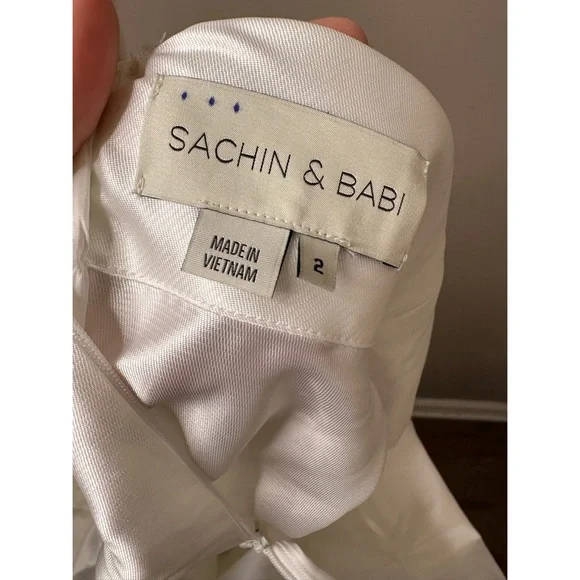 SACHIN & BABI
MADE IN
VIETNAM
2